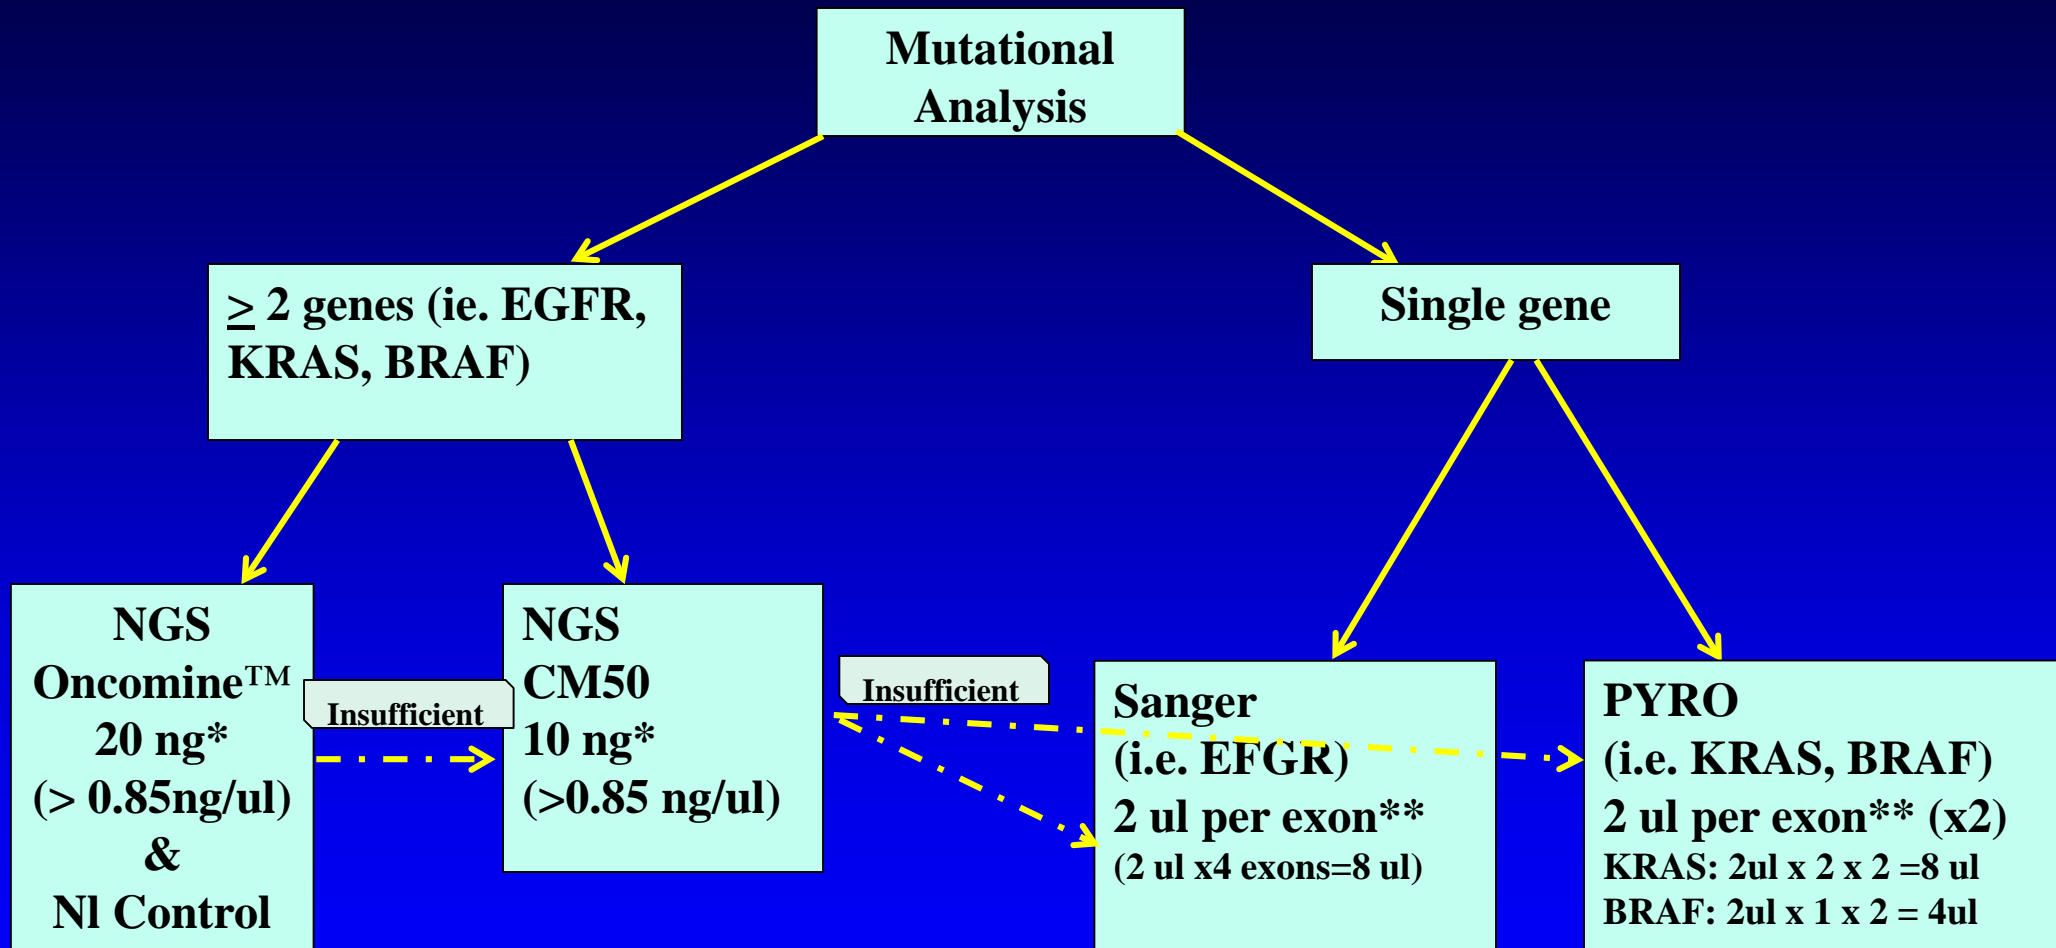 Mutational
Analysis
≥ 2 genes (ie. EGFR,
KRAS, BRAF)
Single gene
NGS
Oncomine™
20 ng*
(> 0.85ng/ul)
&
Nl Control
Insufficient
NGS
CM50
10 ng*
(>0.85 ng/ul)
Insufficient
Sanger
(i.e. EFGR)
2 ul per exon**
(2 ul x4 exons=8 ul)
PYRO
(i.e. KRAS, BRAF)
2 ul per exon** (x2)
KRAS: 2ul x 2 x 2 =8 ul
BRAF: 2ul x 1 x 2 = 4ul